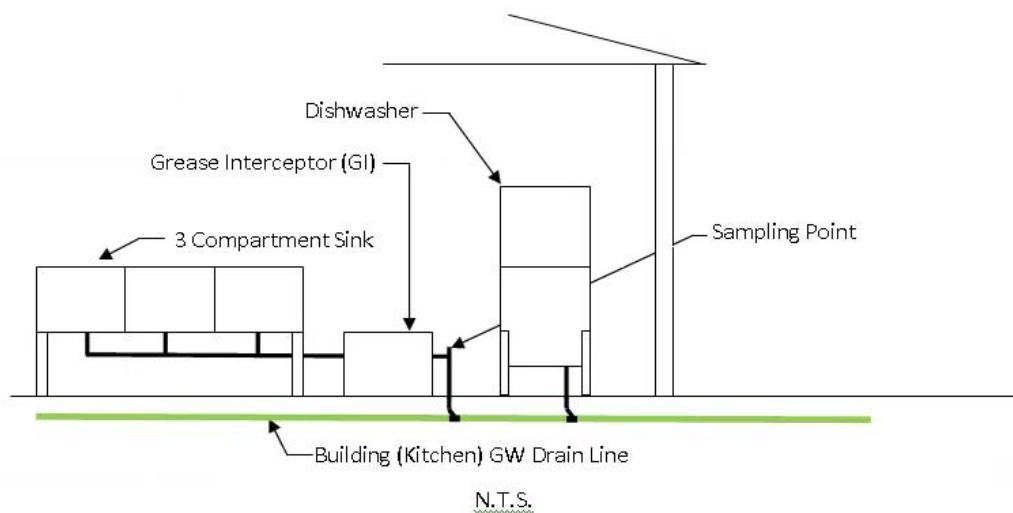 Dishwasher
Grease Interceptor (GI)
3 Compartment Sink
Sampling Point
Building (Kitchen) GW Drain Line
N.T.S.